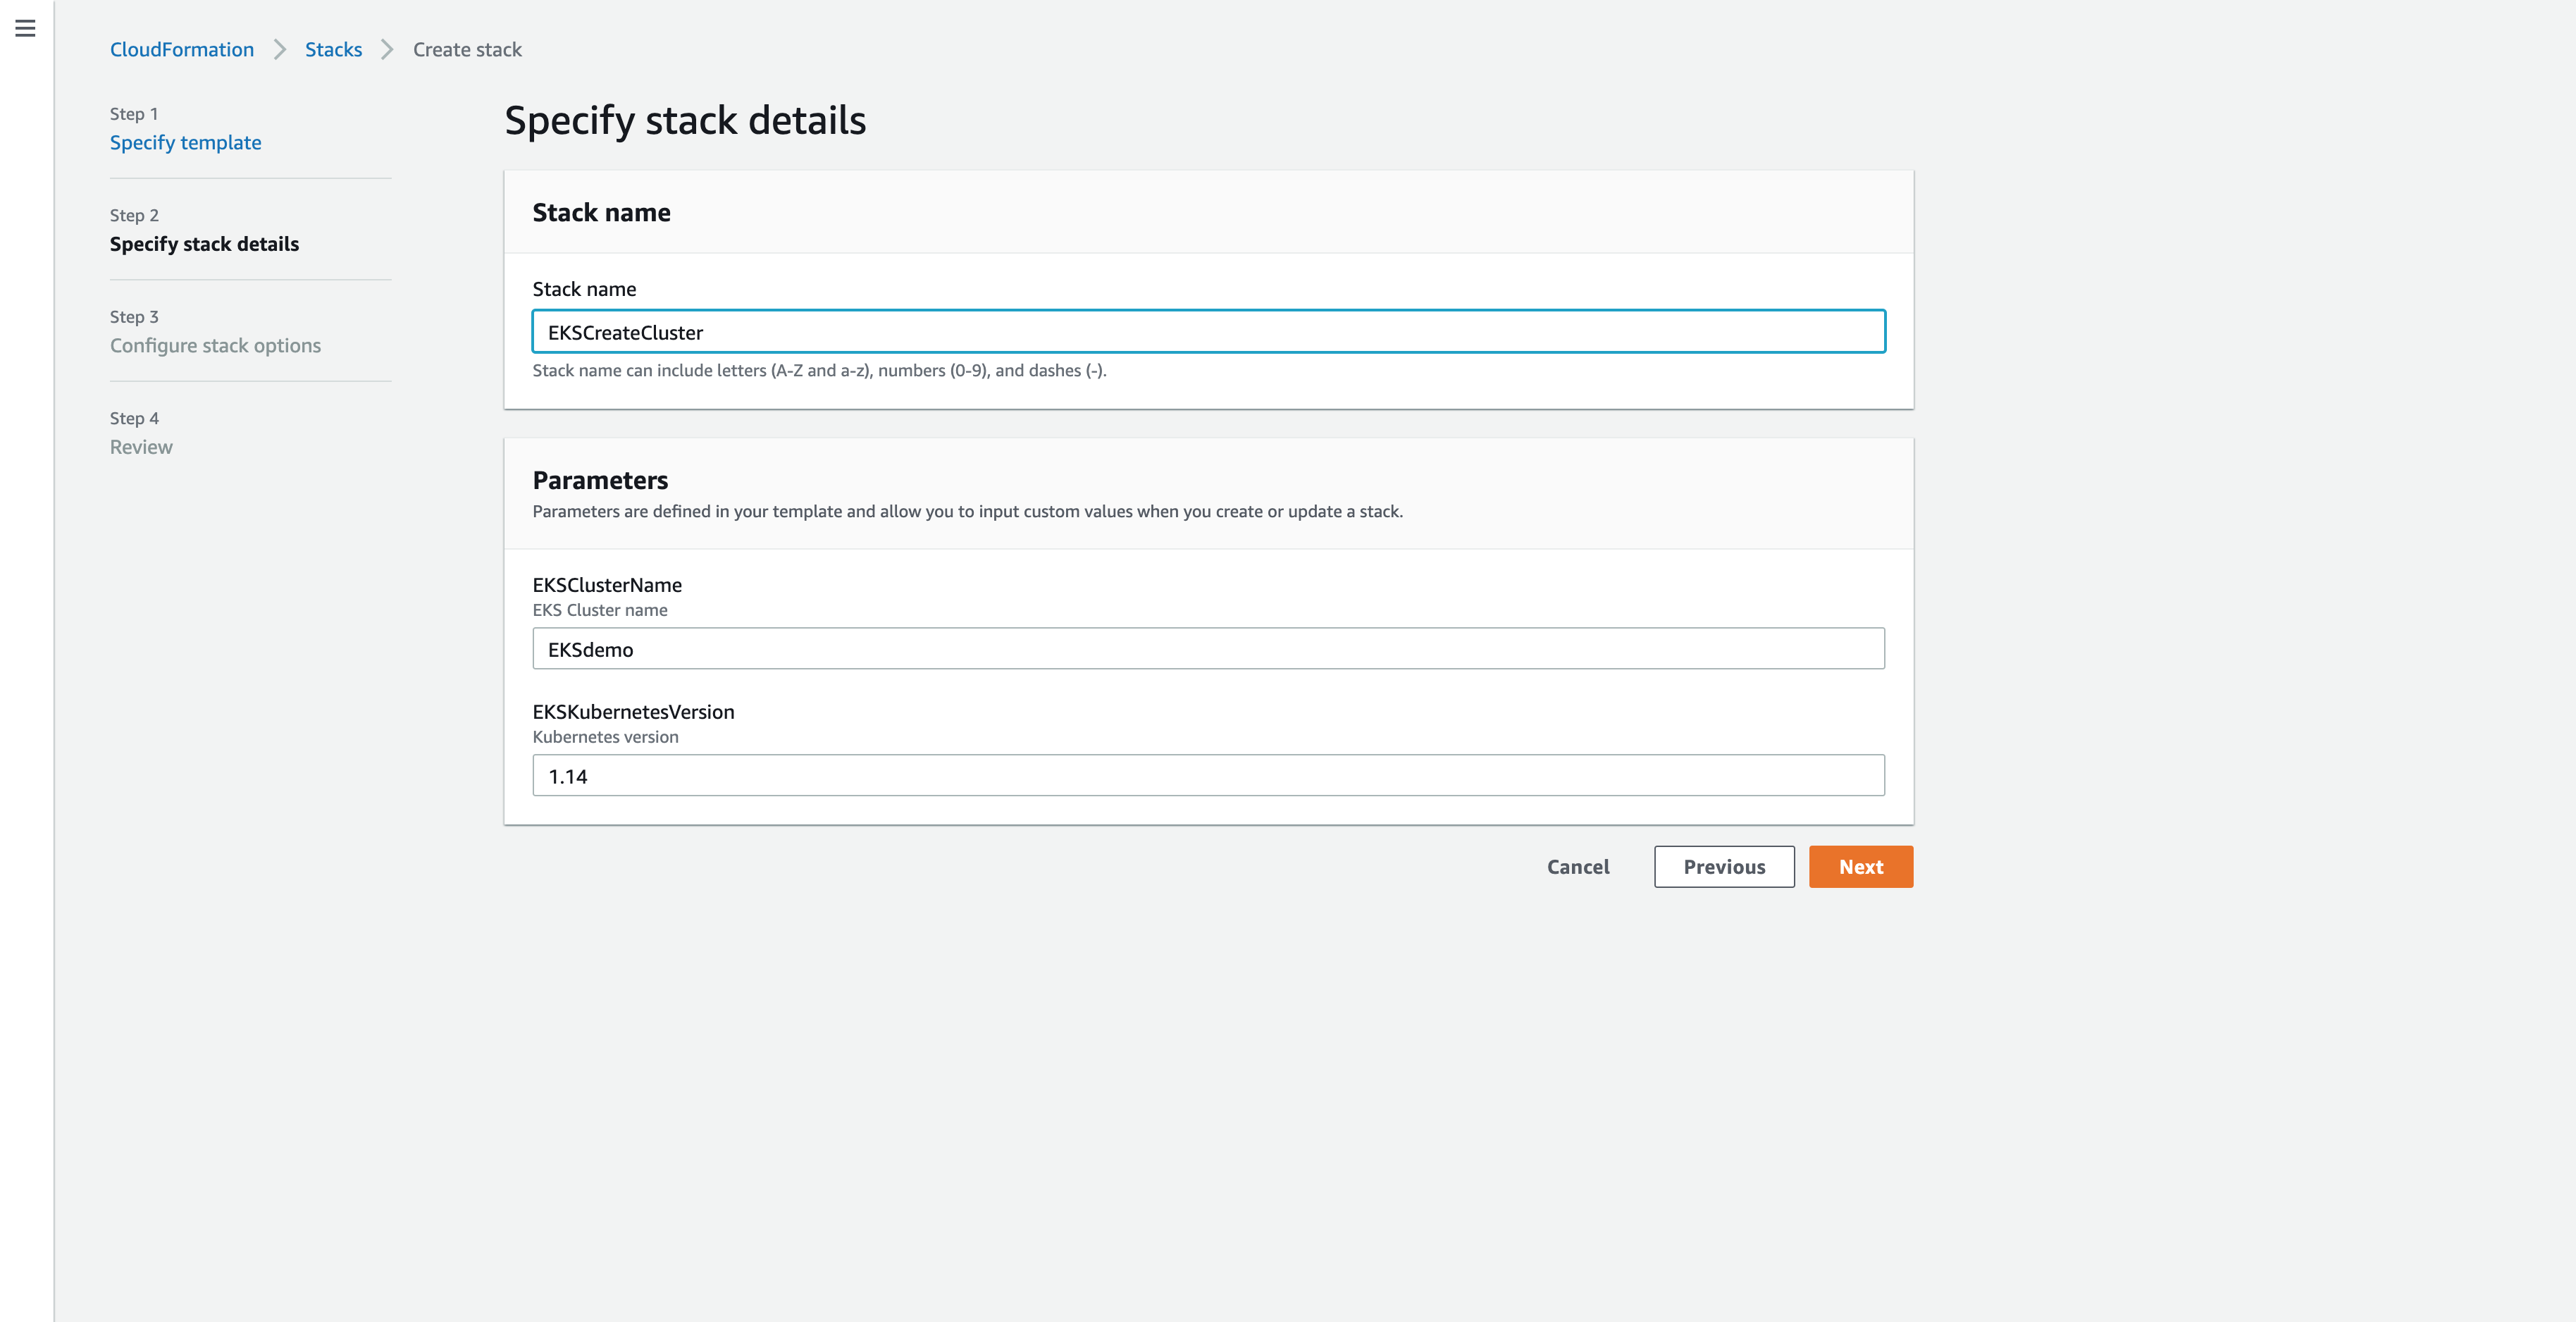 CloudFormation Stacks Create stack
Step 1
Specify template
Step 2
Specify stack details
Step 3
Configure stack options
Step 4
Review
Specify stack details
Stack name
Stack name
EKSCreateCluster
Stack name can include letters (A-Z and a-z), numbers (0-9), and dashes (-).
Parameters
Parameters are defined in your template and allow you to input custom values when you create or update a stack.
EKSClusterName
EKS Cluster name
EKSdemo
EKSKubernetesVersion
Kubernetes version
1.14
Cancel Previous Next